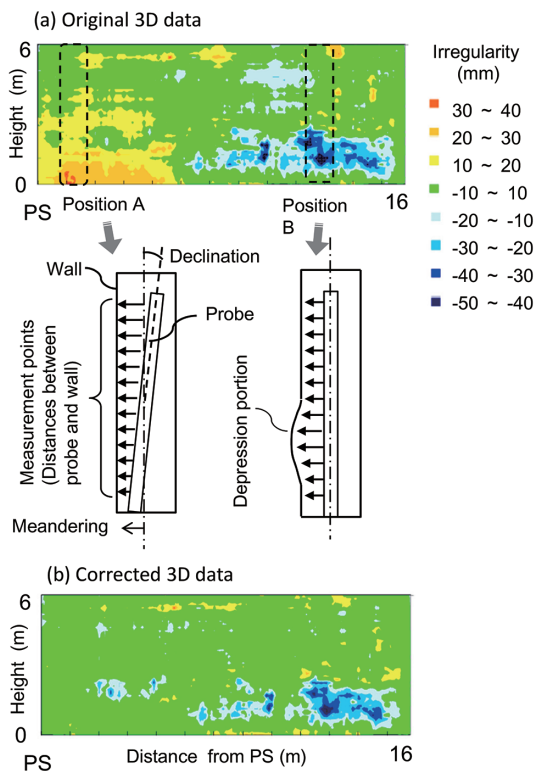 (a) Original 3D data
6
Height (m)
0
PS
16
Irregularity
(mm)
30 ~ 40
20 ~ 30
10 ~ 20
-10 ~ 10
-20 ~ -10
-30 ~ -20
-40 ~ -30
-50 ~ -40
Position A
Position
B
Declination
Wall
Probe
Measurement points
(Distances between
probe and wall)
Depression portion
Meandering
(b) Corrected 3D data
6
Height (m)
0
PS
Distance from PS (m)
16